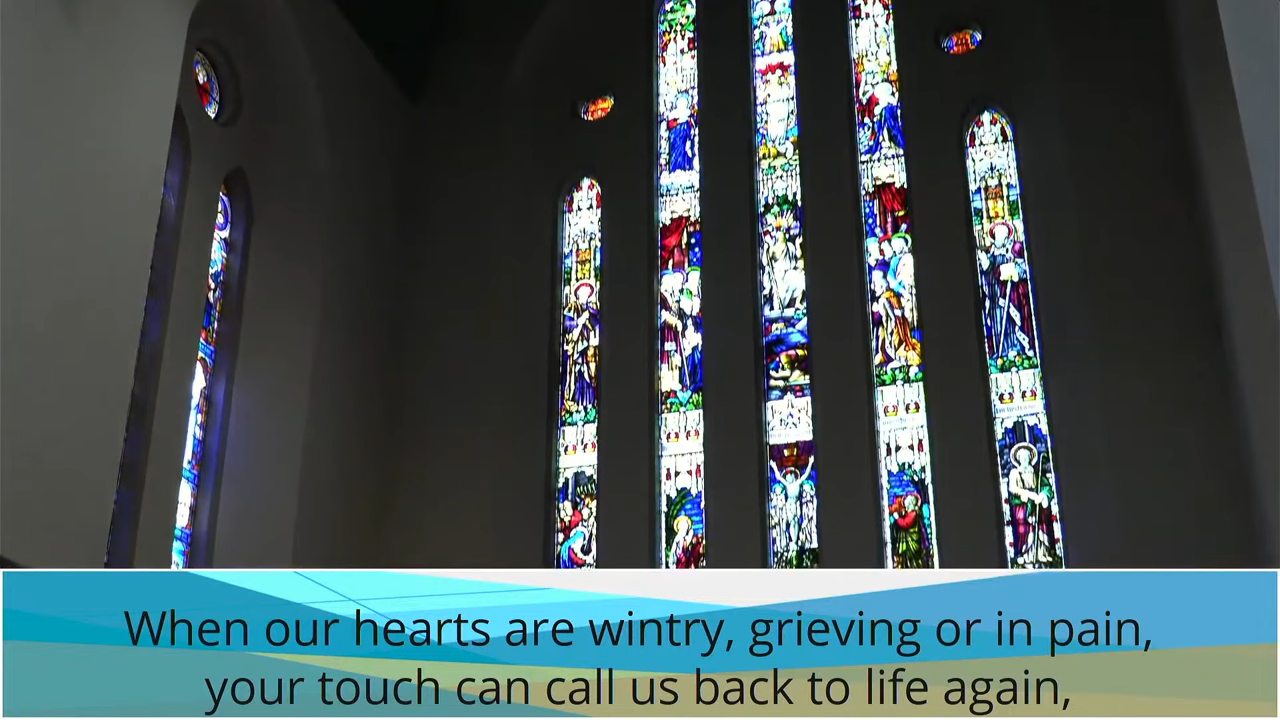 When our hearts are wintry, grieving or in pain,
your touch can call us back to life again,